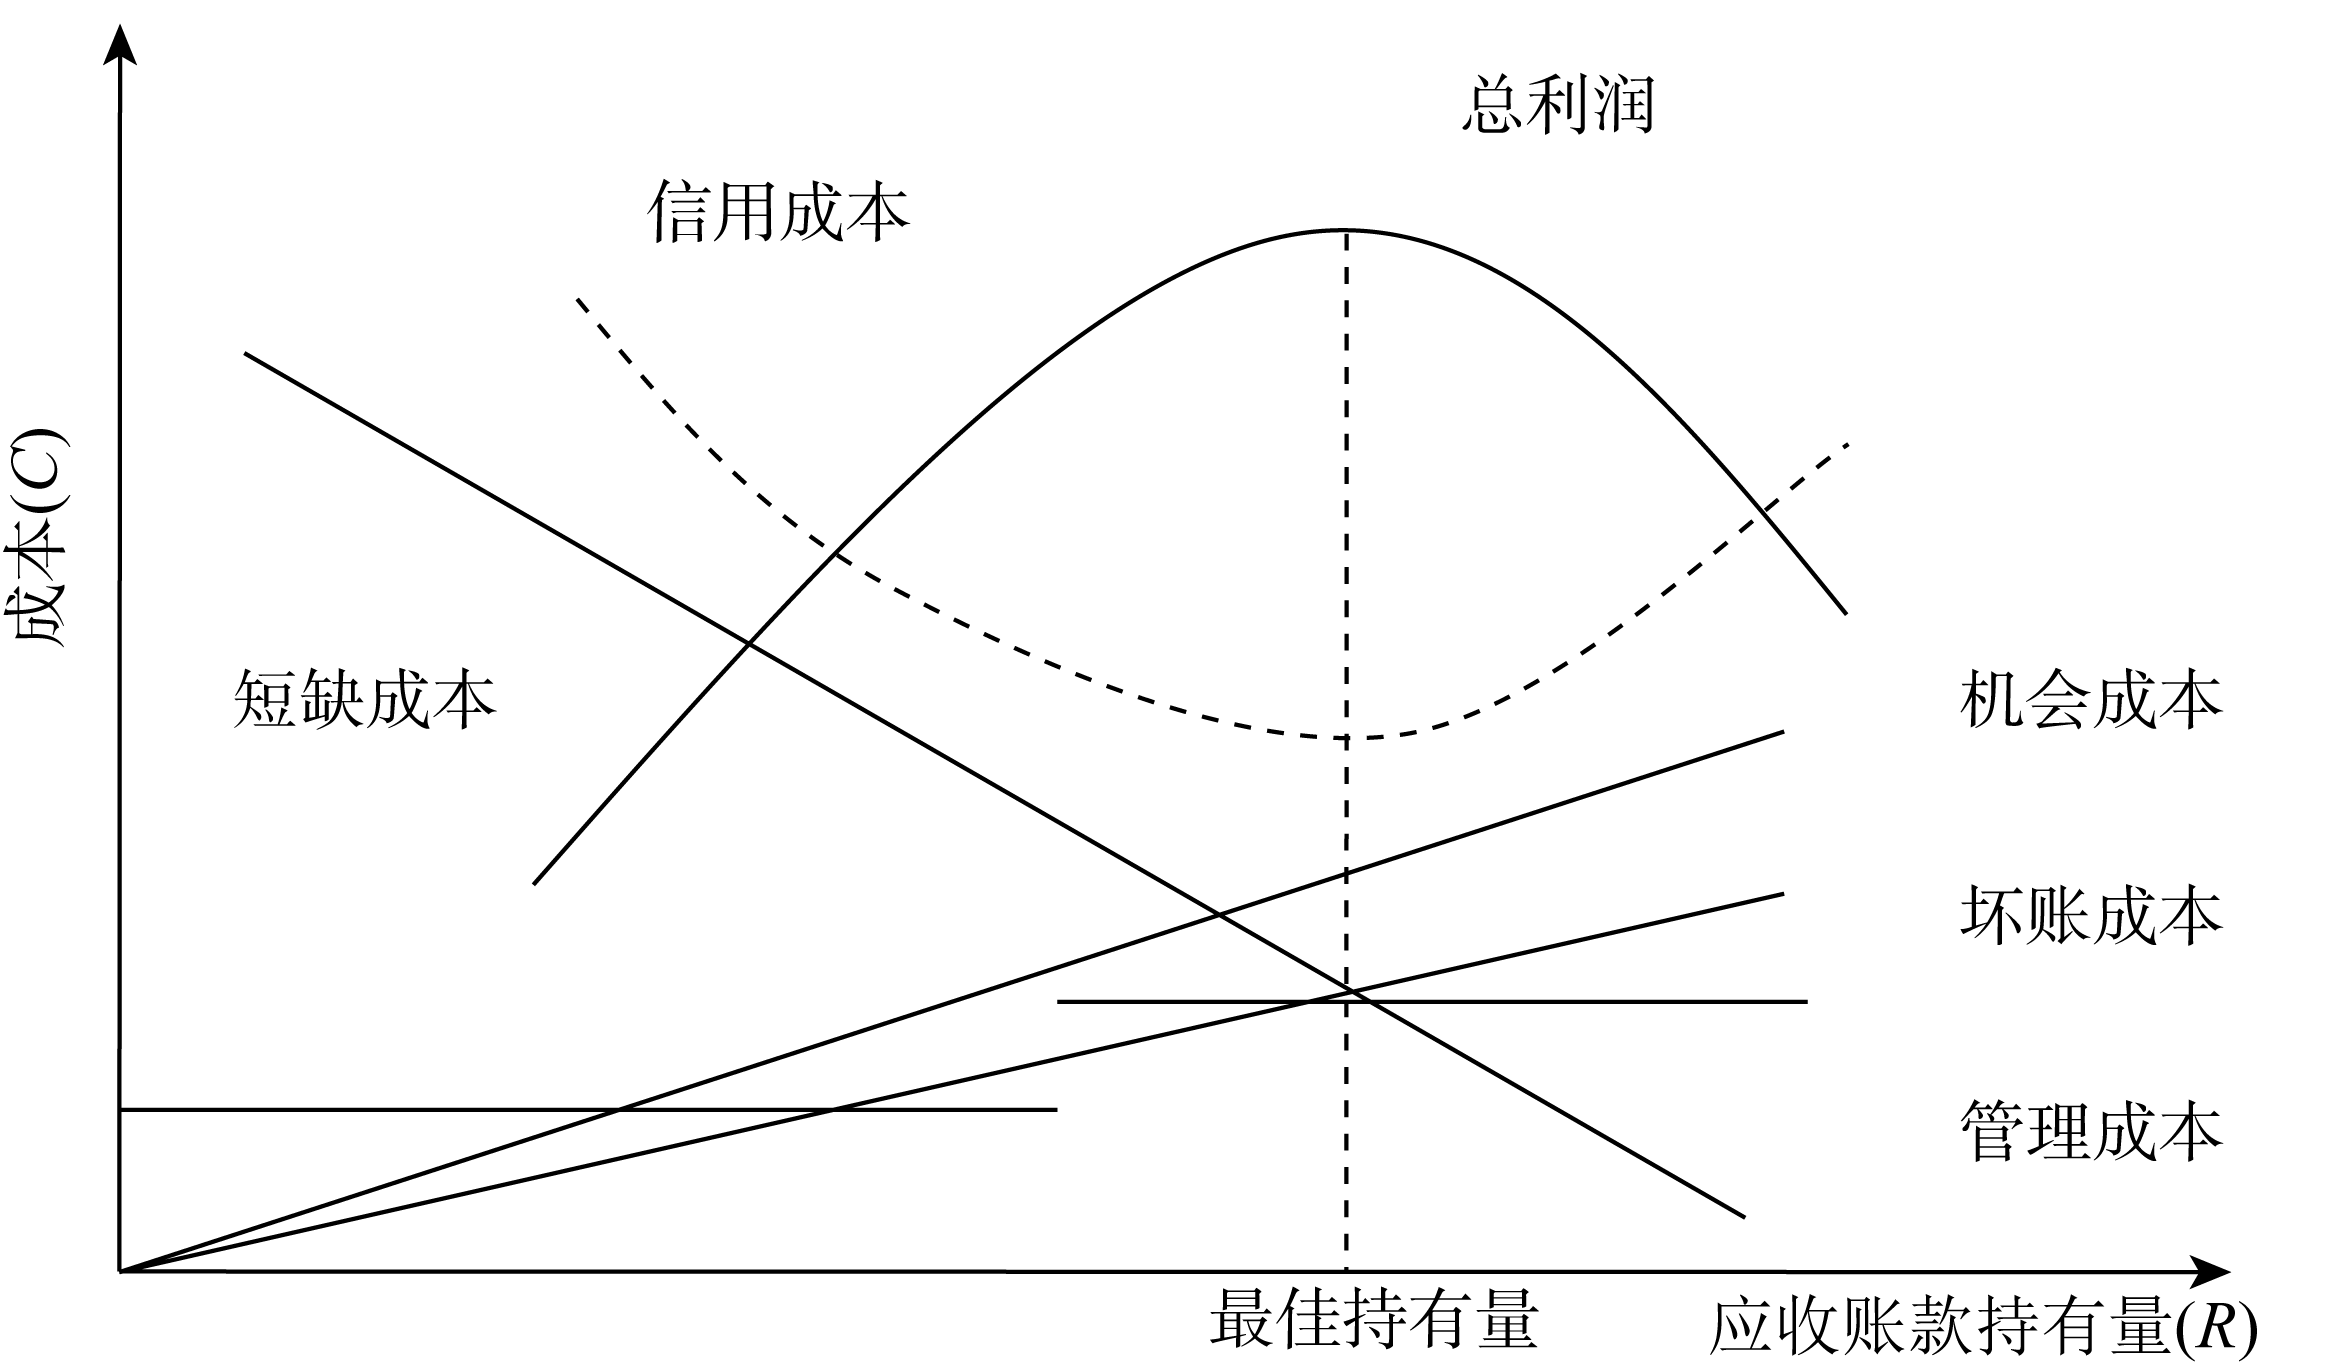 总利润
信用成本
成本(C)
短缺成本
机会成本
坏账成本
管理成本
最佳持有量
应收账款持有量(R)